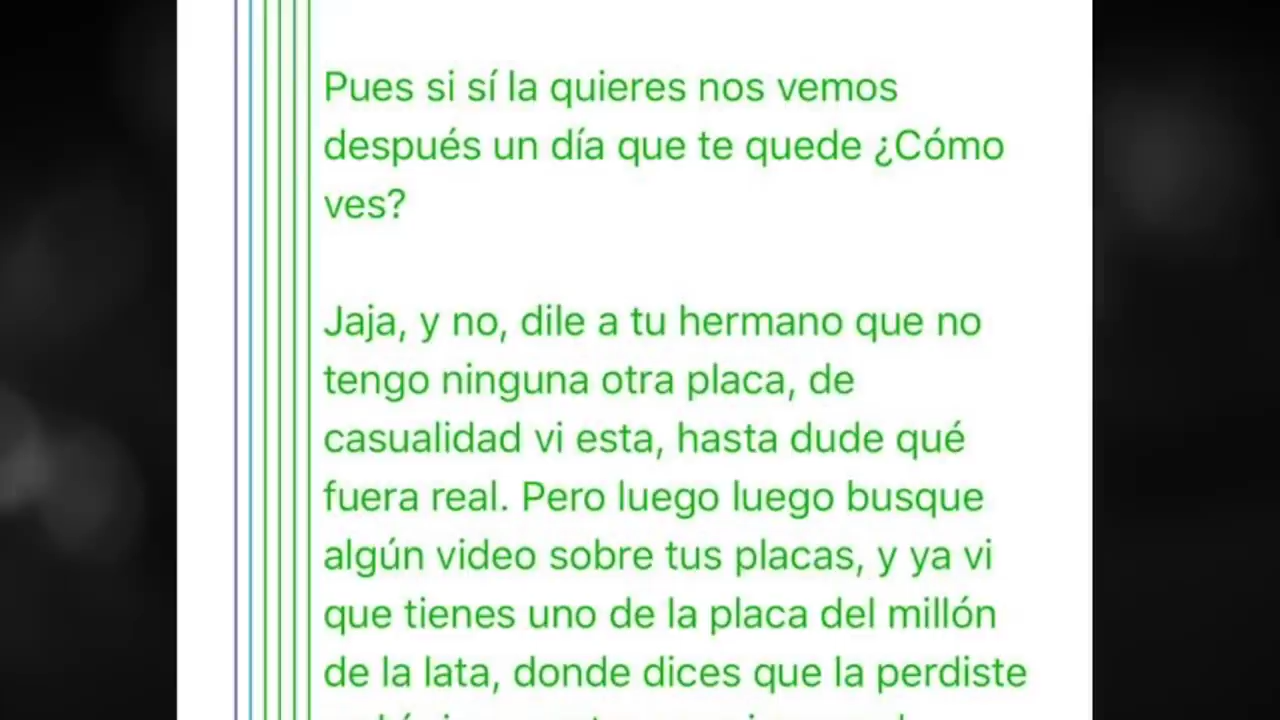 Pues si sí la quieres nos vemos
después un día que te quede ¿Cómo
ves?
Jaja, y no, dile a tu hermano que no
tengo ninguna otra placa, de
casualidad vi esta, hasta dude qué
fuera real. Pero luego luego busque
algún video sobre tus placas, y ya vi
que tienes uno de la placa del millón
de la lata, donde dices que la perdiste